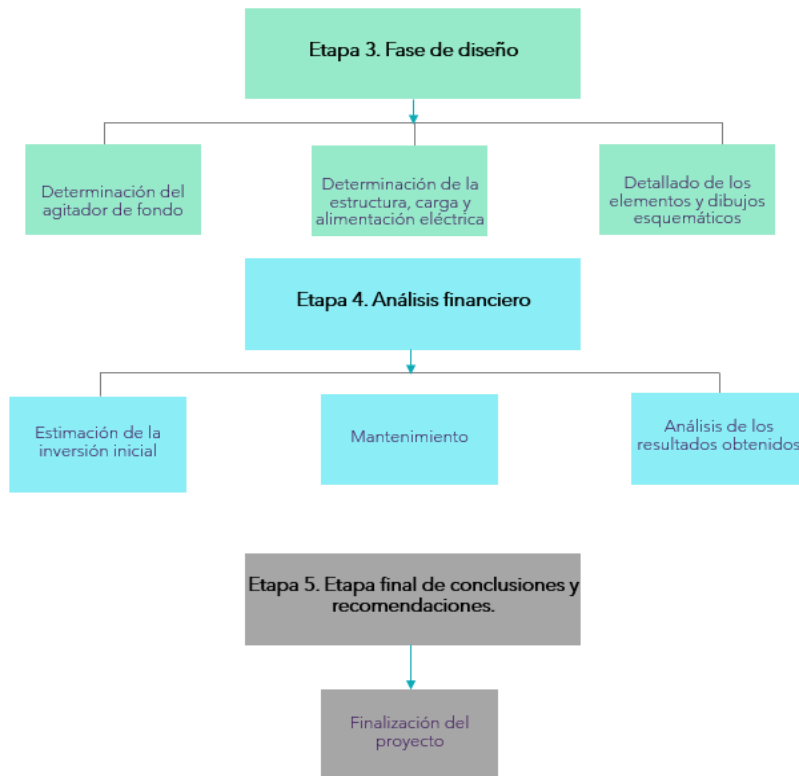 Etapa 3. Fase de diseño
Determinación del
agitador de fondo
Determinación de la
estructura, carga y
alimentación eléctrica
Detallado de los
elementos y dibujos
esquemáticos
Etapa 4. Análisis financiero
Estimación de la
inversión inicial
Mantenimiento
Análisis de los
resultados obtenidos
Etapa 5. Etapa final de conclusiones y
recomendaciones.
Finalización del
proyecto